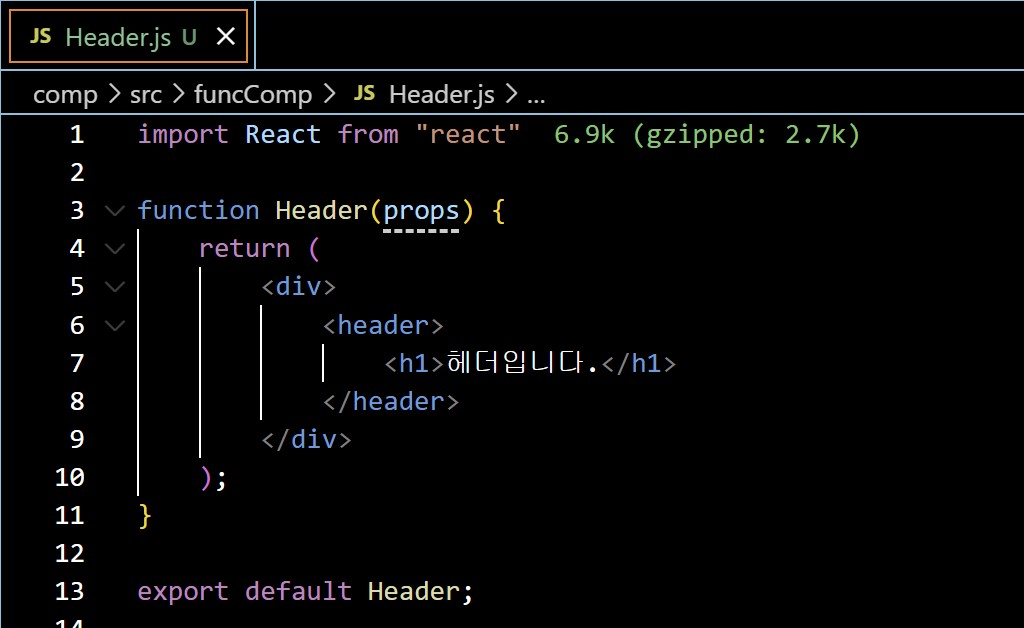 JS Header.js U
comp > src > funcComp > JS Header.js > ...
1 import React from "react" 6.9k (gzipped: 2.7k)
2
3 function Header(props) {
4 return (
5 <div>
6 <header>
7 <h1>헤더입니다.</h1>
8 </header>
9 </div>
10 );
11 }
12
13 export default Header;
14